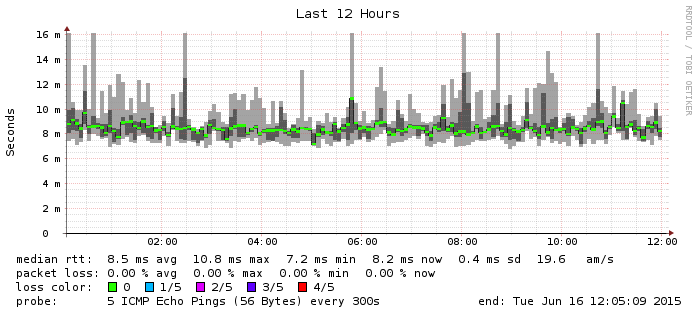 Last 12 Hours
RRDTOOL / TOBI OETIKER
Seconds
16 m
14 m
12 m
10 m
8 m
6 m
4 m
2 m
0
02:00 04:00 06:00 08:00 10:00 12:00
median rtt: 8.5 ms avg 10.8 ms max 7.2 ms min 8.2 ms now 0.4 ms sd 19.6 am/s
packet loss: 0.00 % avg 0.00 % max 0.00 % min 0.00 % now
loss color: 0 1/5 2/5 3/5 4/5
probe: 5 ICMP Echo Pings (56 Bytes) every 300s end: Tue Jun 16 12:05:09 2015